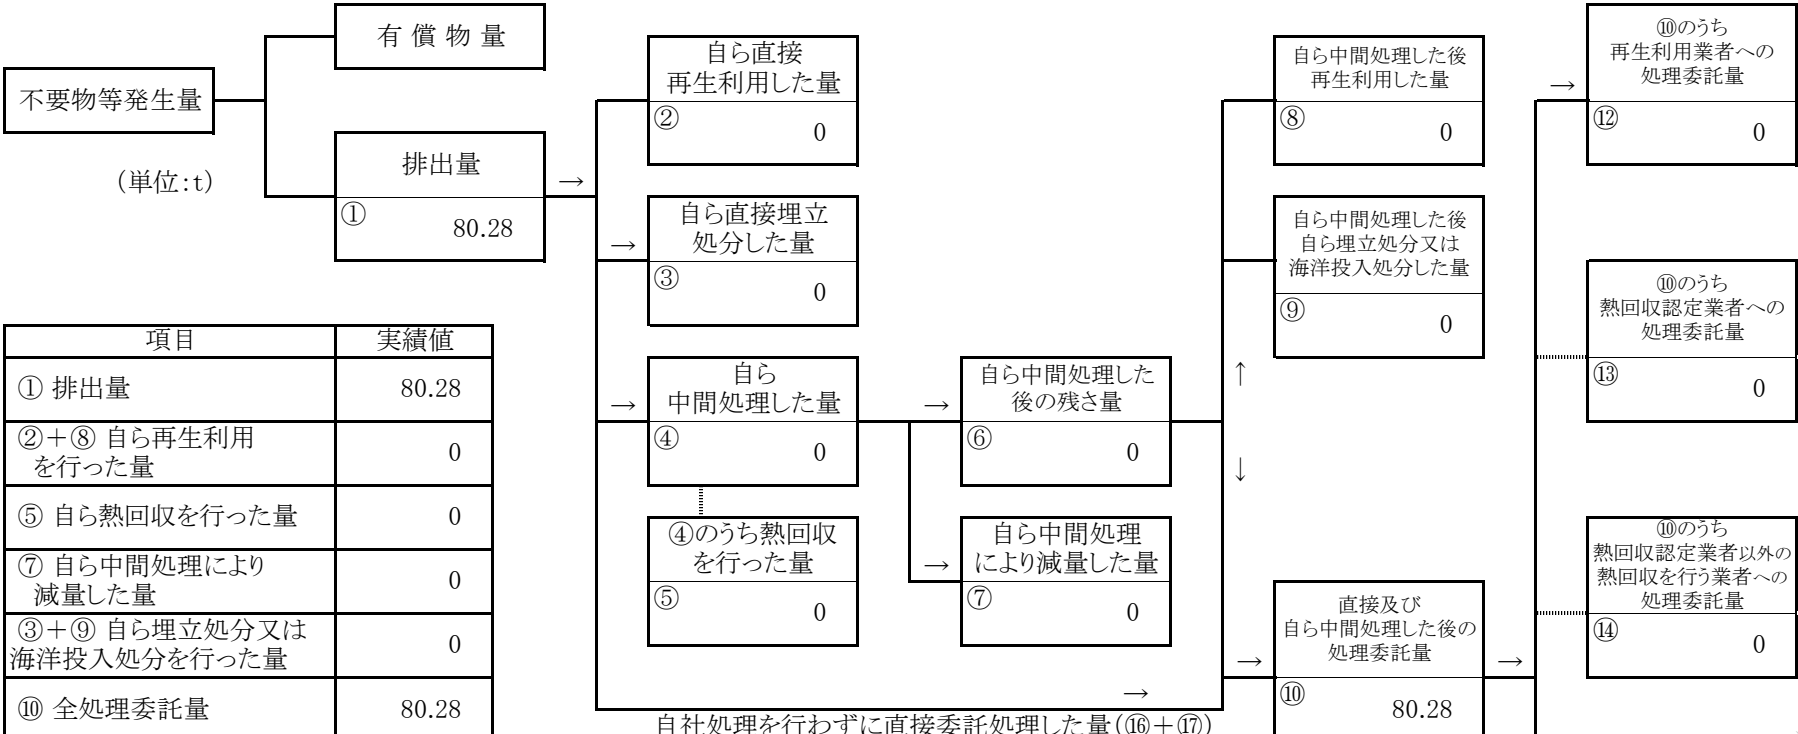 有 償 物 量
不要物等発生量
(単位:t)
排出量
①
80.28
→
自ら直接
再生利用した量
②
0
→
自ら直接埋立
処分した量
③
0
→
自ら
中間処理した量
④
0
④のうち熱回収
を行った量
⑤
0
→
自ら中間処理した
後の残さ量
⑥
0
→
自ら中間処理
により減量した量
⑦
0
自ら中間処理した後
再生利用した量
⑧
0
自ら中間処理した後
自ら埋立処分又は
海洋投入処分した量
⑨
0
↑
↓
→
直接及び
自ら中間処理した後の
処理委託量
⑩
80.28
→
→
自社処理を行わずに直接委託処理した量(⑯+⑰)
→
⑩のうち
再生利用業者への
処理委託量
⑫
0
⑩のうち
熱回収認定業者への
処理委託量
⑬
0
⑩のうち
熱回収認定業者以外の
熱回収を行う業者への
処理委託量
⑭
0
項目 実績値
① 排出量 80.28
②+⑧ 自ら再生利用
を行った量 0
⑤ 自ら熱回収を行った量 0
⑦ 自ら中間処理により
減量した量 0
③+⑨ 自ら埋立処分又は
海洋投入処分を行った量 0
⑩ 全処理委託量 80.28